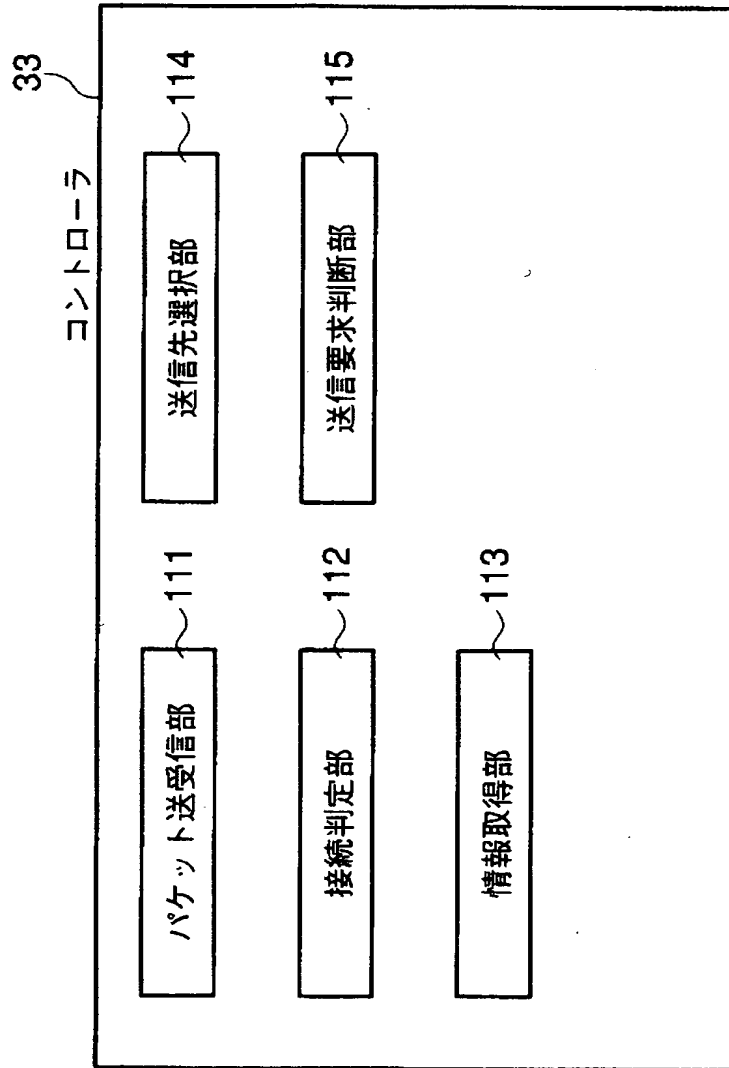 コントローラ
33
パケット送受信部
111
接続判定部
112
情報取得部
113
送信先選択部
114
送信要求判断部
115